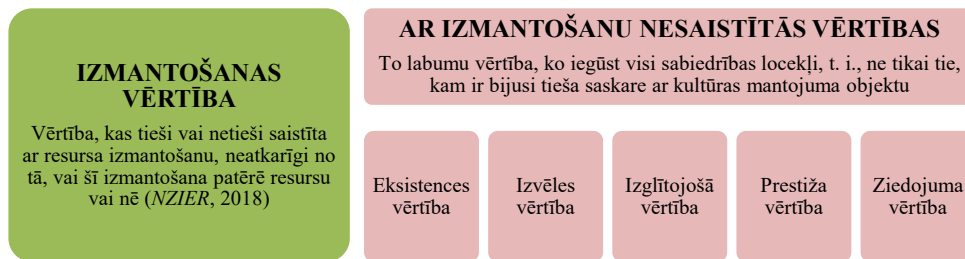 IZMANTOŠANAS
VĒRTĪBA
Vērtība, kas tieši vai netieši saistīta
ar resursa izmantošanu, neatkarīgi no
tā, vai šī izmantošana patērē resursu
vai nē (NZIER, 2018)
AR IZMANTOŠANU NESAISTĪTĀS VĒRTĪBAS
To labumu vērtība, ko iegūst visi sabiedrības locekļi, t. i., ne tikai tie,
kam ir bijusi tieša saskare ar kultūras mantojuma objektu
Eksistences
vērtība
Izvēles
vērtība
Izglītojošā
vērtība
Prestiža
vērtība
Ziedojuma
vērtība